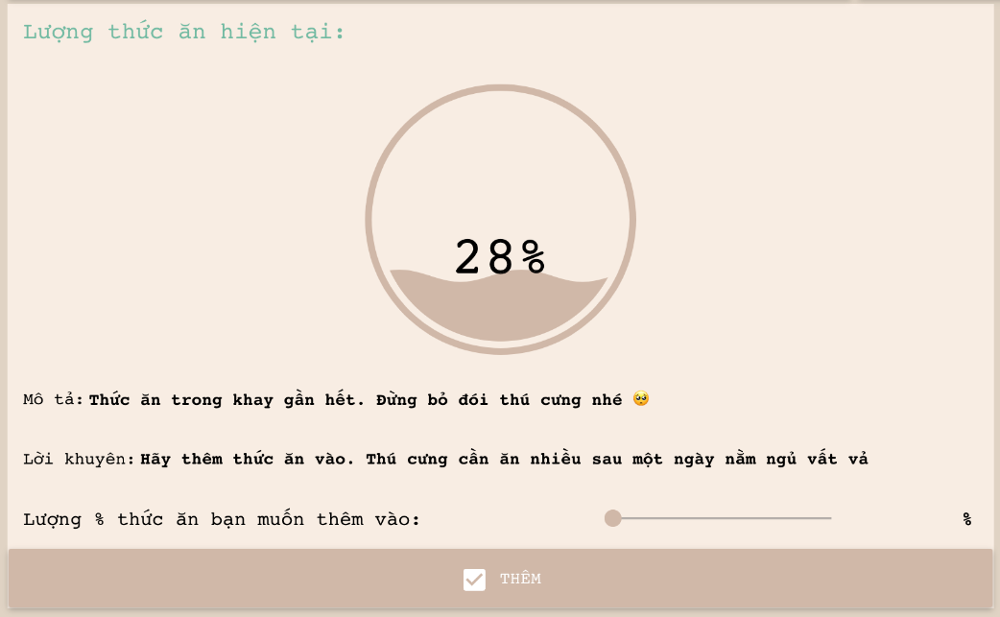 Lượng thức ăn hiện tại:
28%
Mô tả: Thức ăn trong khay gần hết. Đừng bỏ đói thú cưng nhé 🥺
Lời khuyên: Hãy thêm thức ăn vào. Thú cưng cần ăn nhiều sau một ngày nằm ngủ vất vả
Lượng % thức ăn bạn muốn thêm vào: %
THÊM